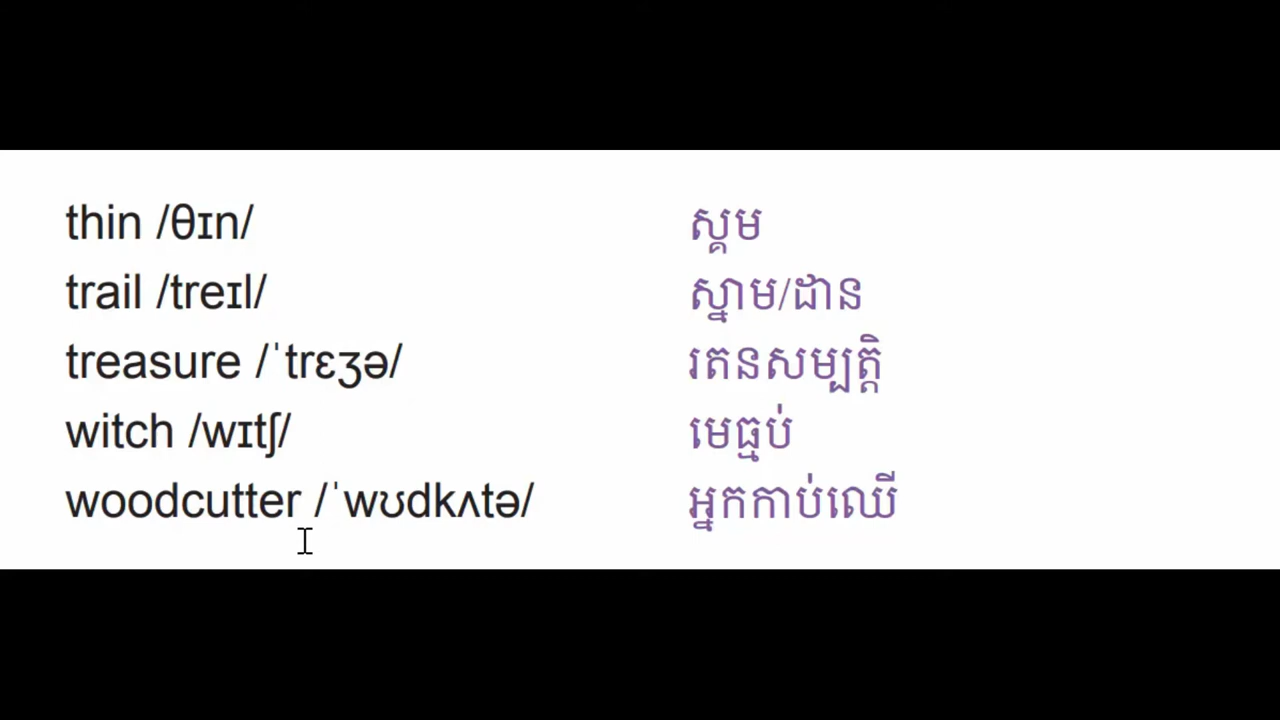 thin /θɪn/ ស្គម
trail /treɪl/ ស្នាម/ដាន
treasure /ˈtrɛʒə/ រតនសម្បត្តិ
witch /wɪtʃ/ មេធ្មប់
woodcutter /ˈwʊdkʌtə/ អ្នកកាប់ឈើ